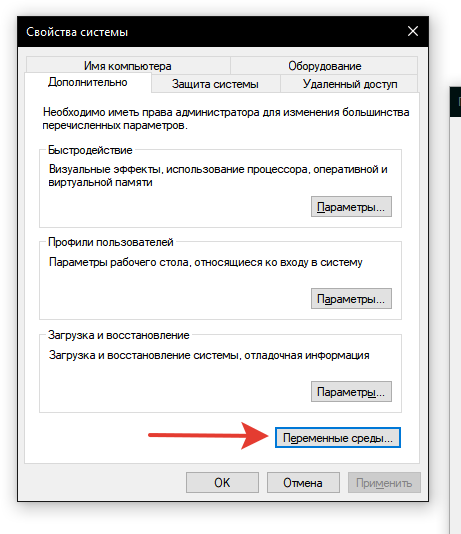 Свойства системы
Имя компьютера
Оборудование
Дополнительно
Защита системы
Удаленный доступ
Необходимо иметь права администратора для изменения большинства
перечисленных параметров.
Быстродействие
Визуальные эффекты, использование процессора, оперативной и
виртуальной памяти
Параметры...
Профили пользователей
Параметры рабочего стола, относящиеся ко входу в систему
Параметры...
Загрузка и восстановление
Загрузка и восстановление системы, отладочная информация
Параметры...
Переменные среды...
OK
Отмена
Применить